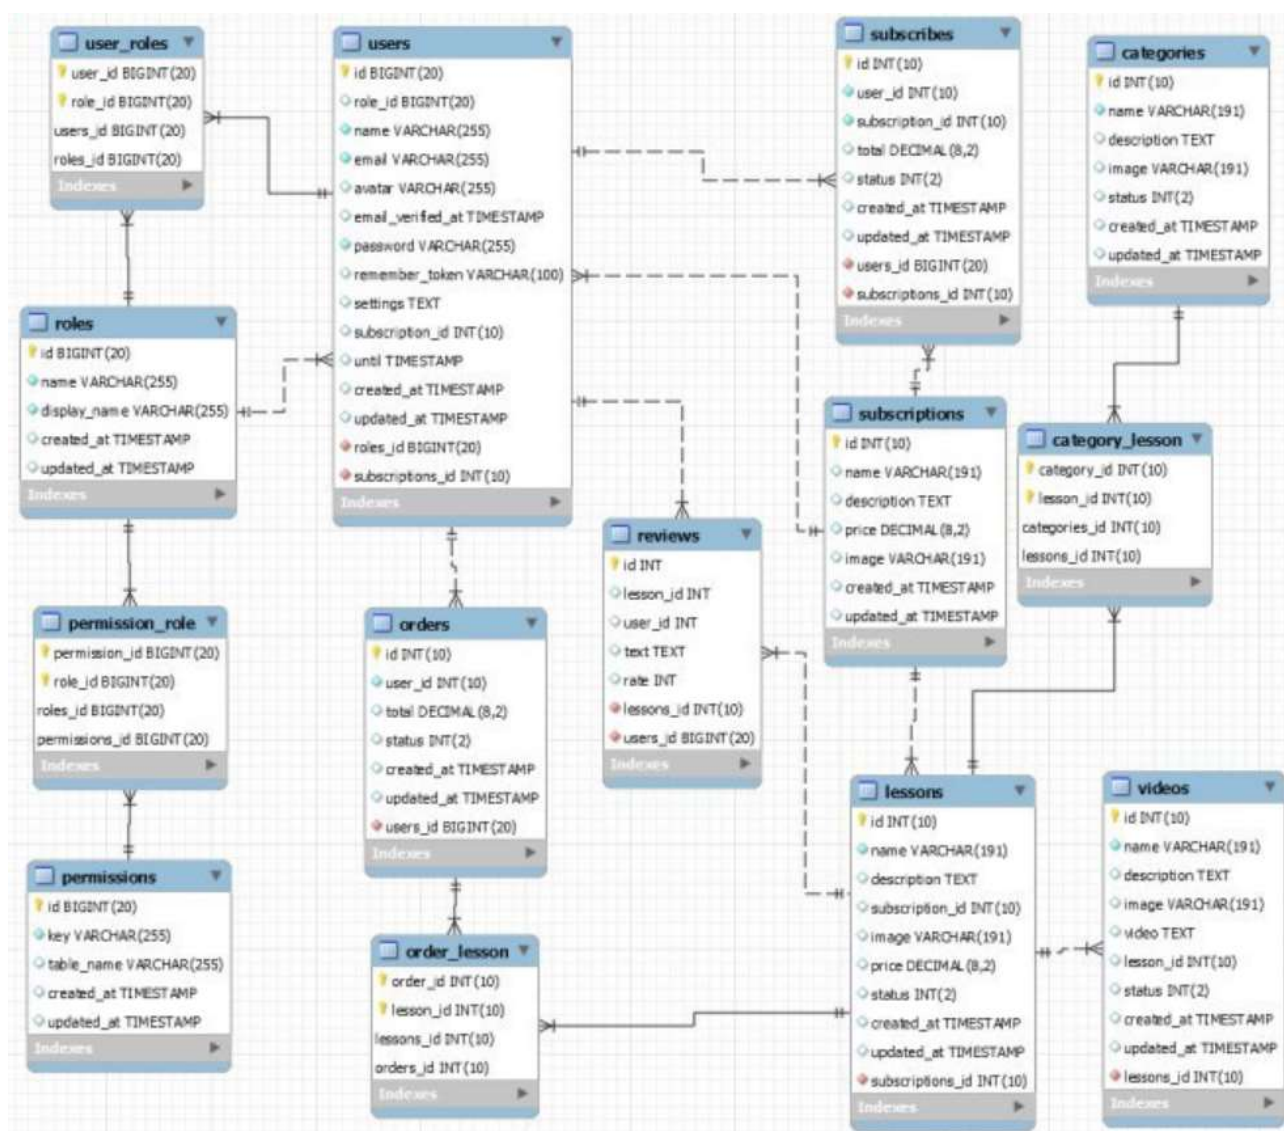 user_roles
user_id BIGINT(20)
role_id BIGINT(20)
users_id BIGINT(20)
roles_id BIGINT(20)
Indexes
users
id BIGINT(20)
role_id BIGINT(20)
name VARCHAR(255)
email VARCHAR(255)
avatar VARCHAR(255)
email_verified_at TIMESTAMP
password VARCHAR(255)
remember_token VARCHAR(100)
settings TEXT
subscription_id INT(10)
until TIMESTAMP
created_at TIMESTAMP
updated_at TIMESTAMP
roles_id BIGINT(20)
subscriptions_id INT(10)
Indexes
subscribes
id INT(10)
user_id INT(10)
subscription_id INT(10)
total DECIMAL(8,2)
status INT(2)
created_at TIMESTAMP
updated_at TIMESTAMP
users_id BIGINT(20)
subscriptions_id INT(10)
Indexes
categories
id INT(10)
name VARCHAR(191)
description TEXT
image VARCHAR(191)
status INT(2)
created_at TIMESTAMP
updated_at TIMESTAMP
Indexes
roles
id BIGINT(20)
name VARCHAR(255)
display_name VARCHAR(255)
created_at TIMESTAMP
updated_at TIMESTAMP
Indexes
subscriptions
id INT(10)
name VARCHAR(191)
description TEXT
price DECIMAL(8,2)
image VARCHAR(191)
created_at TIMESTAMP
updated_at TIMESTAMP
Indexes
category_lesson
category_id INT(10)
lesson_id INT(10)
categories_id INT(10)
lessons_id INT(10)
Indexes
reviews
id INT
lesson_id INT
user_id INT
text TEXT
rate INT
lessons_id INT(10)
users_id BIGINT(20)
Indexes
permission_role
permission_id BIGINT(20)
role_id BIGINT(20)
roles_id BIGINT(20)
permissions_id BIGINT(20)
Indexes
orders
id INT(10)
user_id INT(10)
total DECIMAL(8,2)
status INT(2)
created_at TIMESTAMP
updated_at TIMESTAMP
users_id BIGINT(20)
Indexes
lessons
id INT(10)
name VARCHAR(191)
description TEXT
subscription_id INT(10)
image VARCHAR(191)
price DECIMAL(8,2)
status INT(2)
created_at TIMESTAMP
updated_at TIMESTAMP
subscriptions_id INT(10)
Indexes
videos
id INT(10)
name VARCHAR(191)
description TEXT
image VARCHAR(191)
video TEXT
lesson_id INT(10)
status INT(2)
created_at TIMESTAMP
updated_at TIMESTAMP
lessons_id INT(10)
Indexes
permissions
id BIGINT(20)
key VARCHAR(255)
table_name VARCHAR(255)
created_at TIMESTAMP
updated_at TIMESTAMP
Indexes
order_lesson
order_id INT(10)
lesson_id INT(10)
lessons_id INT(10)
orders_id INT(10)
Indexes